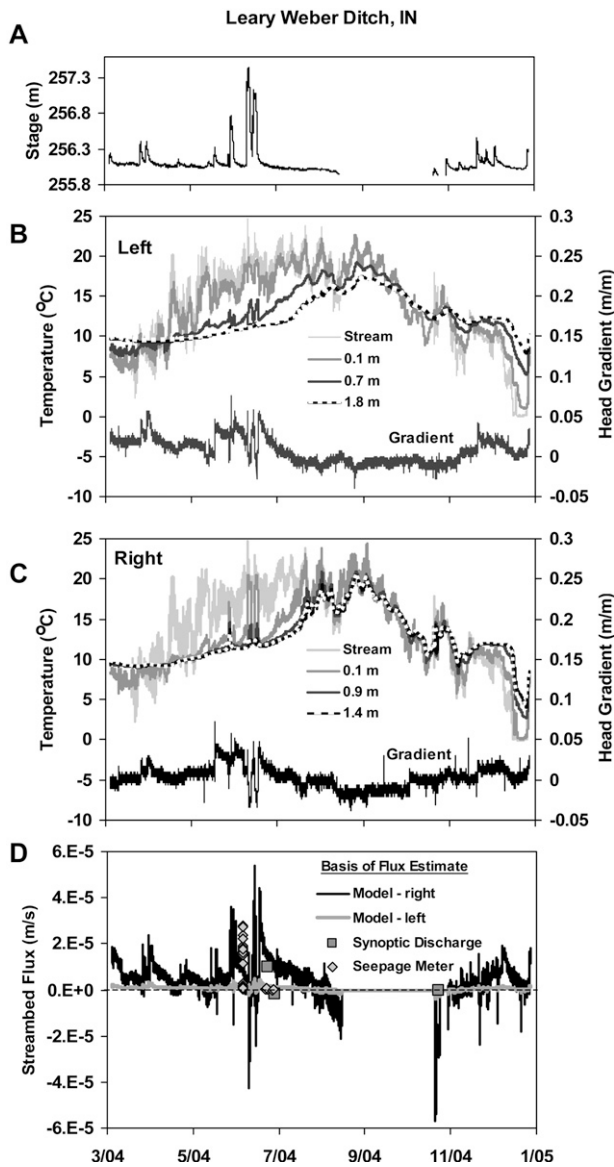 Leary Weber Ditch, IN
A
Stage (m)
257.3
256.8
256.3
255.8
B
Left
Temperature (°C)
25
20
15
10
5
0
-5
-10
Stream
0.1 m
0.7 m
1.8 m
Gradient
0.3
0.25
0.2
0.15
0.1
0.05
0
-0.05
Head Gradient (m/m)
C
Right
Temperature (°C)
25
20
15
10
5
0
-5
-10
Stream
0.1 m
0.9 m
1.4 m
Gradient
0.3
0.25
0.2
0.15
0.1
0.05
0
-0.05
Head Gradient (m/m)
D
Streambed Flux (m/s)
6.E-5
4.E-5
2.E-5
0.E+0
-2.E-5
-4.E-5
-6.E-5
Basis of Flux Estimate
Model - right
Model - left
Synoptic Discharge
Seepage Meter
3/04 5/04 7/04 9/04 11/04 1/05